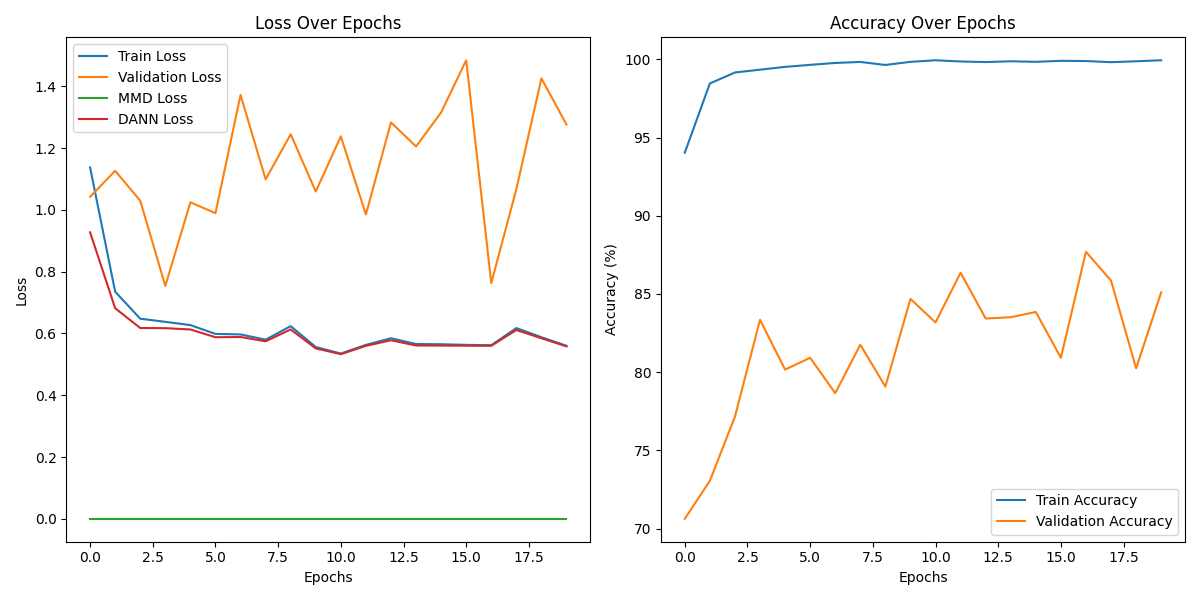 Loss Over Epochs
Train Loss
Validation Loss
MMD Loss
DANN Loss
1.4
1.2
1.0
0.8
0.6
0.4
0.2
0.0
Loss
0.0 2.5 5.0 7.5 10.0 12.5 15.0 17.5
Epochs
Accuracy Over Epochs
100
95
90
85
80
75
70
Accuracy (%)
Train Accuracy
Validation Accuracy
0.0 2.5 5.0 7.5 10.0 12.5 15.0 17.5
Epochs